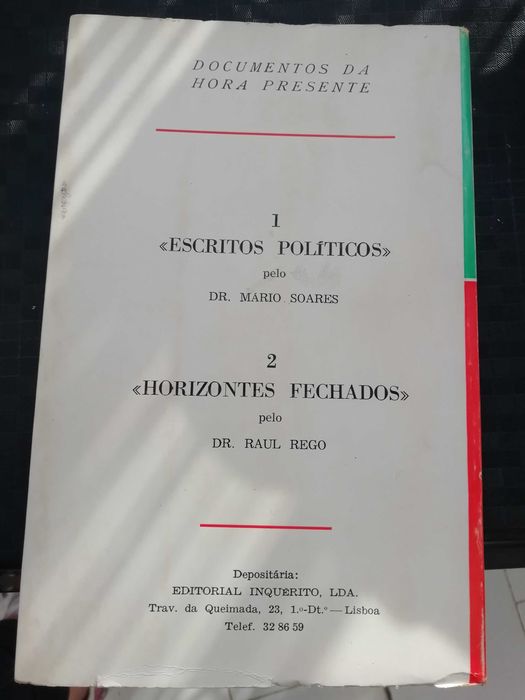 DOCUMENTOS DA
HORA PRESENTE
1
«ESCRITOS POLÍTICOS»
pelo
DR. MÁRIO SOARES
2
«HORIZONTES FECHADOS»
pelo
DR. RAUL REGO
Depositária:
EDITORIAL INQUÉRITO, LDA.
Trav. da Queimada, 23, 1.º-Dt.º — Lisboa
Telef. 32 86 59